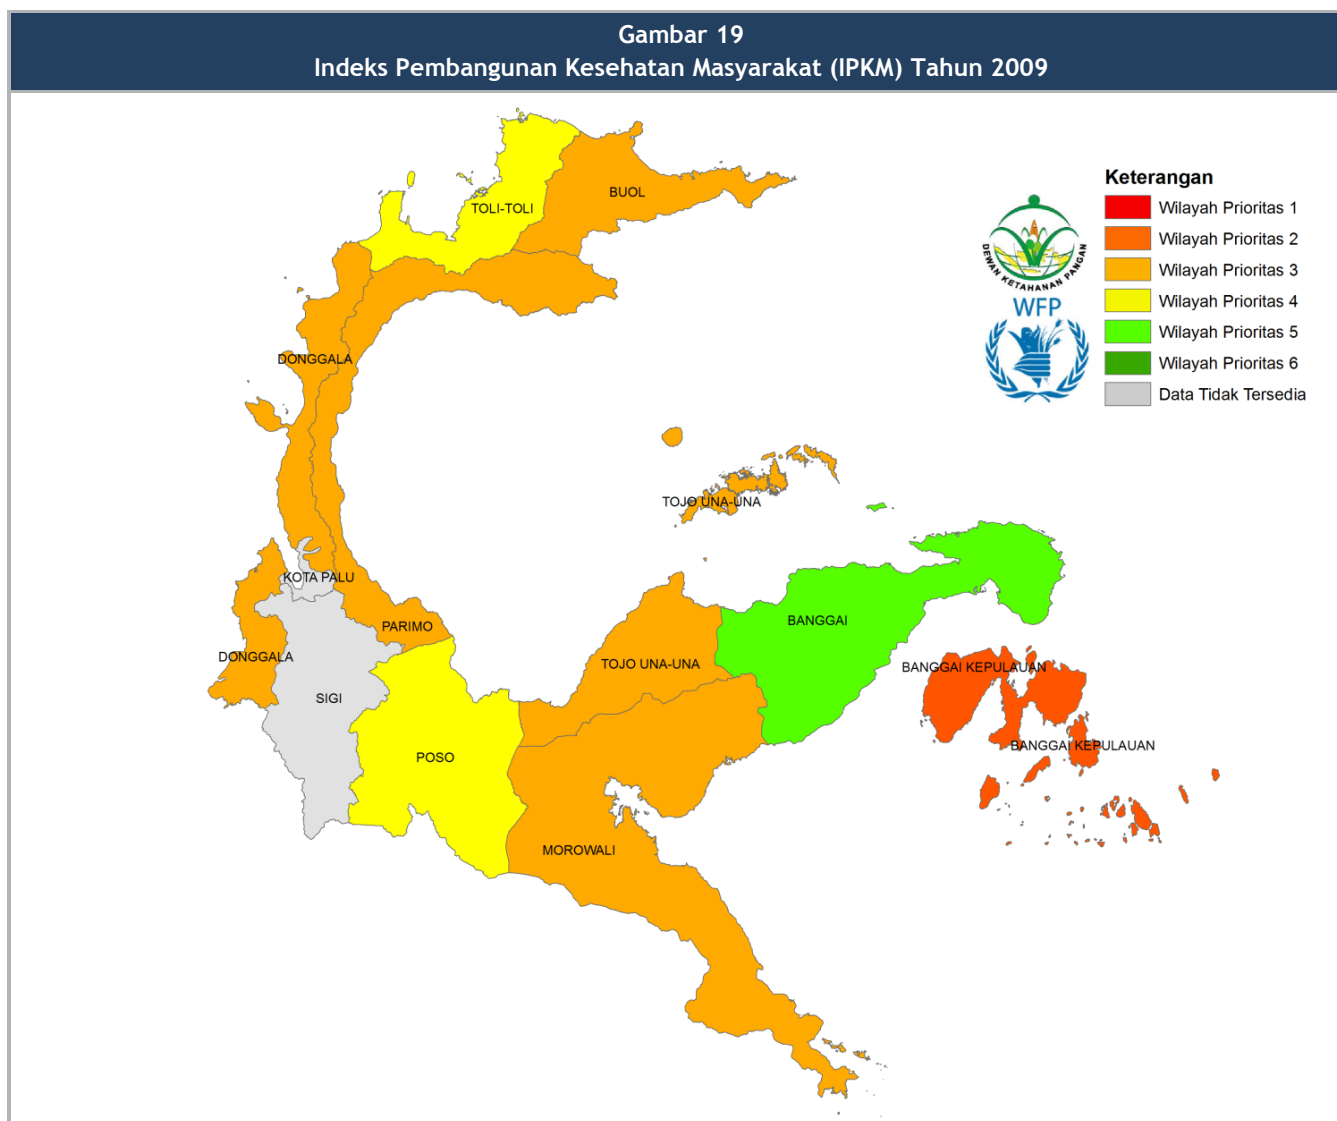 Gambar 19
Indeks Pembangunan Kesehatan Masyarakat (IPKM) Tahun 2009
Keterangan
Wilayah Prioritas 1
Wilayah Prioritas 2
Wilayah Prioritas 3
Wilayah Prioritas 4
Wilayah Prioritas 5
Wilayah Prioritas 6
Data Tidak Tersedia
DEWAN KETAHANAN PANGAN
WFP
BUOL
TOLI-TOLI
DONGGALA
TOJO UNA-UNA
KOTA PALU
PARIMO
BANGGAI
DONGGALA
TOJO UNA-UNA
BANGGAI KEPULAUAN
SIGI
BANGGAI KEPULAUAN
POSO
MOROWALI